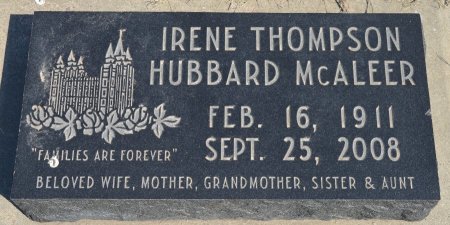 IRENE THOMPSON
HUBBARD McALEER
FEB. 16, 1911
SEPT. 25, 2008
"FAMILIES ARE FOREVER"
BELOVED WIFE, MOTHER, GRANDMOTHER, SISTER & AUNT